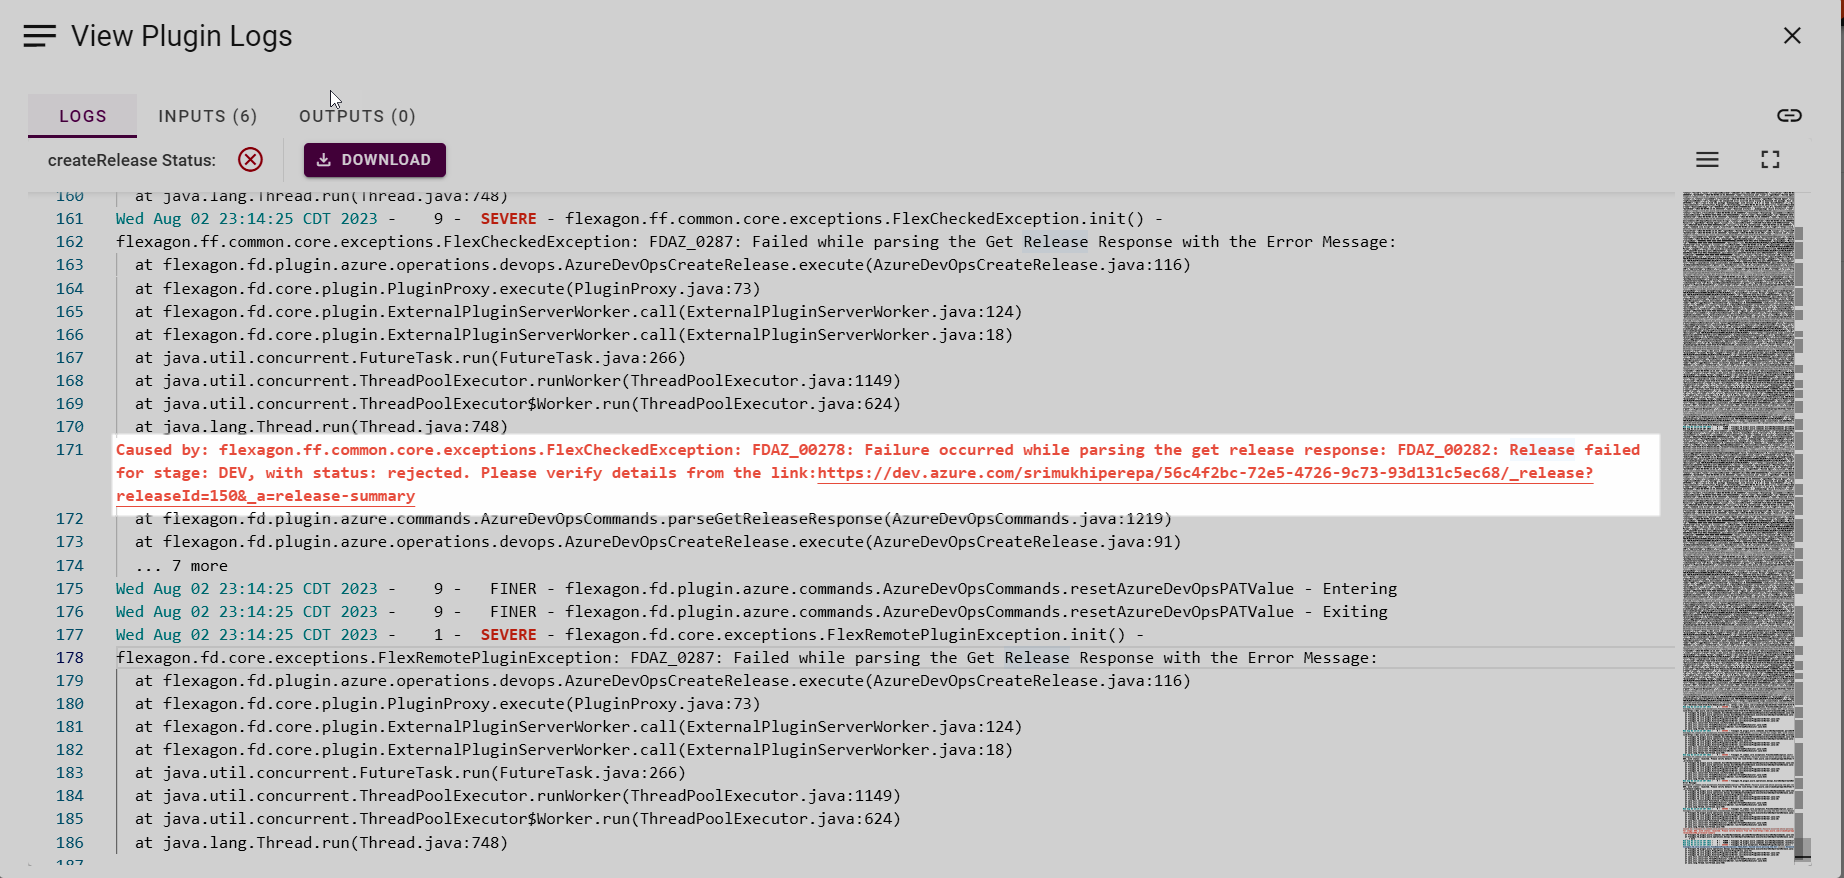 View Plugin Logs
LOGS INPUTS (6) OUTPUTS (0)
createRelease Status: DOWNLOAD
160 at java.lang.Thread.run(Thread.java:748)
161 Wed Aug 02 23:14:25 CDT 2023 - 9 - SEVERE - flexagon.ff.common.core.exceptions.FlexCheckedException.init() -
162 flexagon.ff.common.core.exceptions.FlexCheckedException: FDAZ_0287: Failed while parsing the Get Release Response with the Error Message:
163 at flexagon.fd.plugin.azure.operations.devops.AzureDevOpsCreateRelease.execute(AzureDevOpsCreateRelease.java:116)
164 at flexagon.fd.core.plugin.PluginProxy.execute(PluginProxy.java:73)
165 at flexagon.fd.core.plugin.ExternalPluginServerWorker.call(ExternalPluginServerWorker.java:124)
166 at flexagon.fd.core.plugin.ExternalPluginServerWorker.call(ExternalPluginServerWorker.java:18)
167 at java.util.concurrent.FutureTask.run(FutureTask.java:266)
168 at java.util.concurrent.ThreadPoolExecutor.runWorker(ThreadPoolExecutor.java:1149)
169 at java.util.concurrent.ThreadPoolExecutor$Worker.run(ThreadPoolExecutor.java:624)
170 at java.lang.Thread.run(Thread.java:748)
171 Caused by: flexagon.ff.common.core.exceptions.FlexCheckedException: FDAZ_00278: Failure occurred while parsing the get release response: FDAZ_00282: Release failed
for stage: DEV, with status: rejected. Please verify details from the link:https://dev.azure.com/srimukhiperepa/56c4f2bc-72e5-4726-9c73-93d131c5ec68/_release?
releaseId=150&_a=release-summary
172 at flexagon.fd.plugin.azure.commands.AzureDevOpsCommands.parseGetReleaseResponse(AzureDevOpsCommands.java:1219)
173 at flexagon.fd.plugin.azure.operations.devops.AzureDevOpsCreateRelease.execute(AzureDevOpsCreateRelease.java:91)
174 ... 7 more
175 Wed Aug 02 23:14:25 CDT 2023 - 9 - FINER - flexagon.fd.plugin.azure.commands.AzureDevOpsCommands.resetAzureDevOpsPATValue - Entering
176 Wed Aug 02 23:14:25 CDT 2023 - 9 - FINER - flexagon.fd.plugin.azure.commands.AzureDevOpsCommands.resetAzureDevOpsPATValue - Exiting
177 Wed Aug 02 23:14:25 CDT 2023 - 1 - SEVERE - flexagon.fd.core.exceptions.FlexRemotePluginException.init() -
178 flexagon.fd.core.exceptions.FlexRemotePluginException: FDAZ_0287: Failed while parsing the Get Release Response with the Error Message:
179 at flexagon.fd.plugin.azure.operations.devops.AzureDevOpsCreateRelease.execute(AzureDevOpsCreateRelease.java:116)
180 at flexagon.fd.core.plugin.PluginProxy.execute(PluginProxy.java:73)
181 at flexagon.fd.core.plugin.ExternalPluginServerWorker.call(ExternalPluginServerWorker.java:124)
182 at flexagon.fd.core.plugin.ExternalPluginServerWorker.call(ExternalPluginServerWorker.java:18)
183 at java.util.concurrent.FutureTask.run(FutureTask.java:266)
184 at java.util.concurrent.ThreadPoolExecutor.runWorker(ThreadPoolExecutor.java:1149)
185 at java.util.concurrent.ThreadPoolExecutor$Worker.run(ThreadPoolExecutor.java:624)
186 at java.lang.Thread.run(Thread.java:748)
187